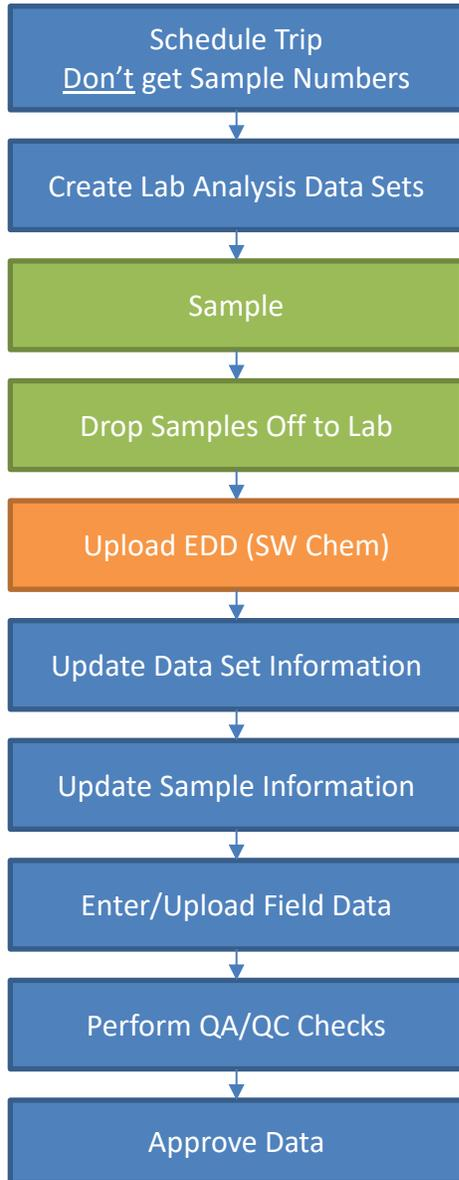 Schedule Trip
Don't get Sample Numbers
Create Lab Analysis Data Sets
Sample
Drop Samples Off to Lab
Upload EDD (SW Chem)
Update Data Set Information
Update Sample Information
Enter/Upload Field Data
Perform QA/QC Checks
Approve Data